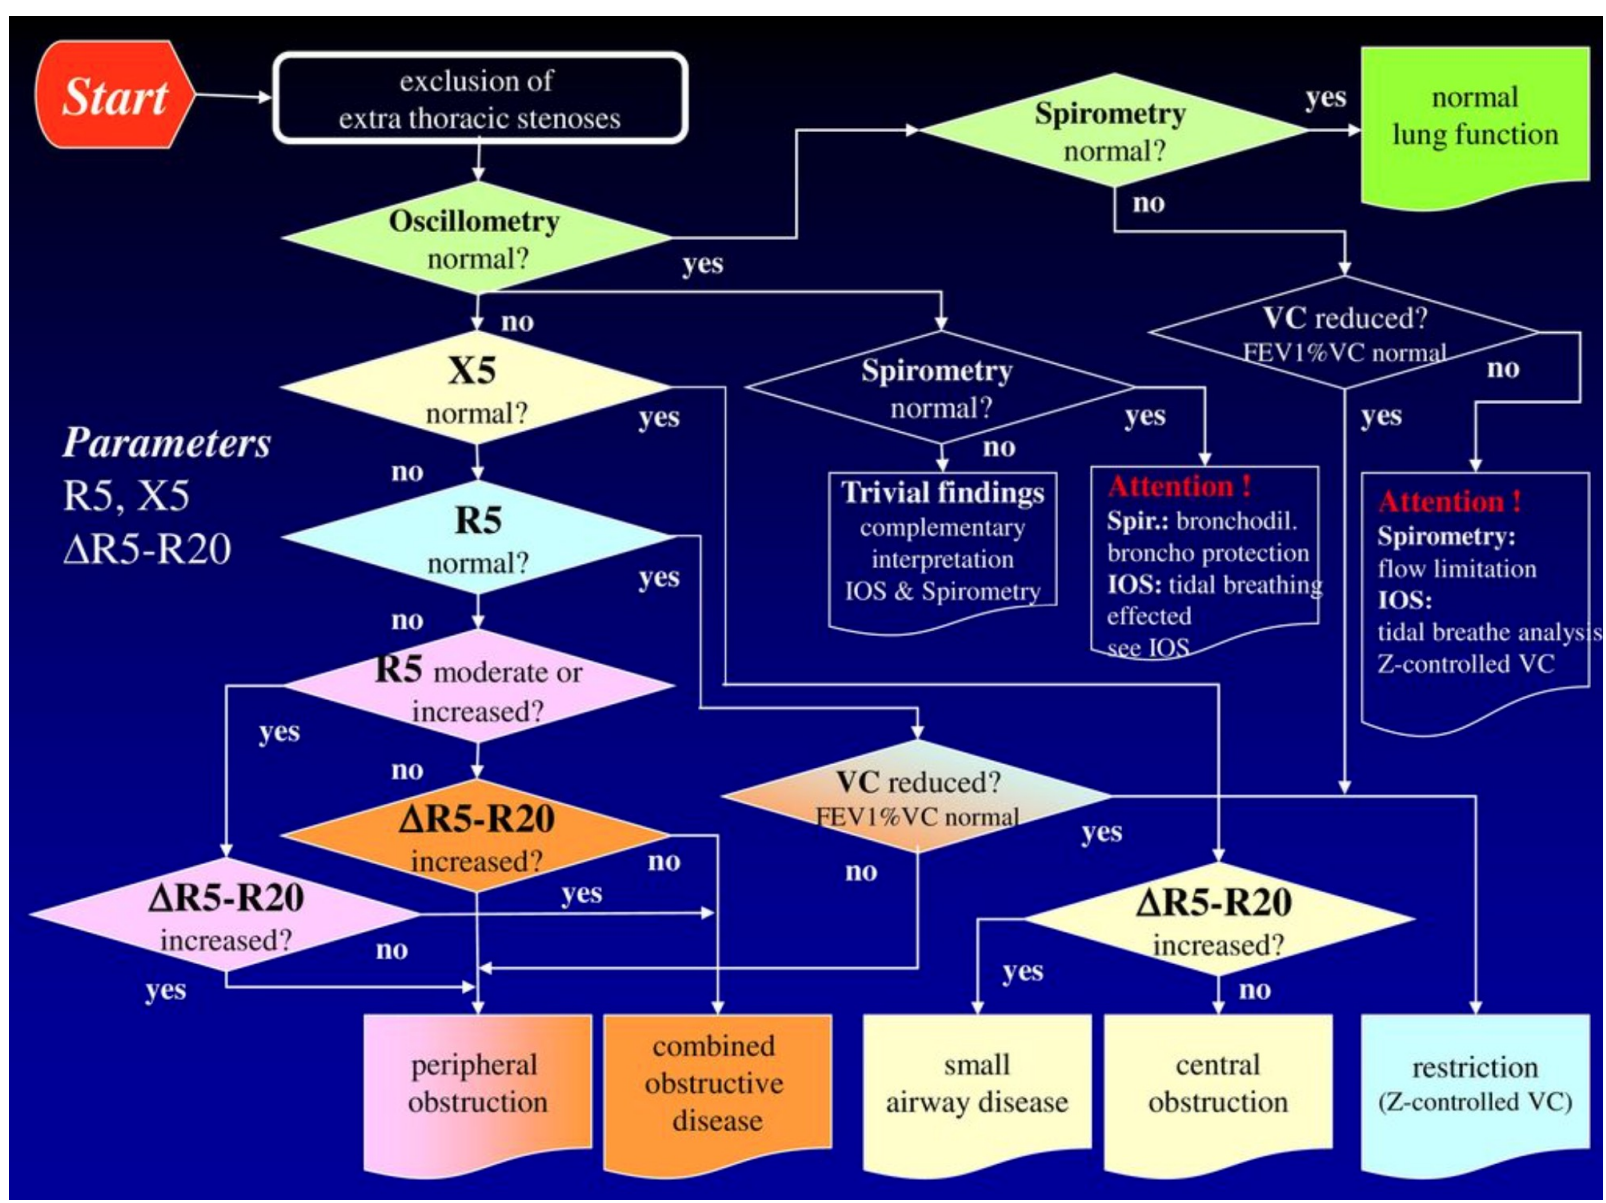 Start
exclusion of
extra thoracic stenoses
Spirometry
normal?
yes
normal
lung function
no
Oscillometry
normal?
yes
no
VC reduced?
FEV1%VC normal
no
yes
X5
normal?
yes
no
Spirometry
normal?
yes
no
Parameters
R5, X5
ΔR5-R20
Trivial findings
complementary
interpretation
IOS & Spirometry
Attention !
Spir.: bronchodil.
broncho protection
IOS: tidal breathing
effected
see IOS
Attention !
Spirometry:
flow limitation
IOS:
tidal breathe analysis
Z-controlled VC
R5
normal?
yes
no
R5 moderate or
increased?
yes
no
VC reduced?
FEV1%VC normal
yes
no
ΔR5-R20
increased?
no
yes
ΔR5-R20
increased?
no
yes
ΔR5-R20
increased?
yes
no
peripheral
obstruction
combined
obstructive
disease
small
airway disease
central
obstruction
restriction
(Z-controlled VC)